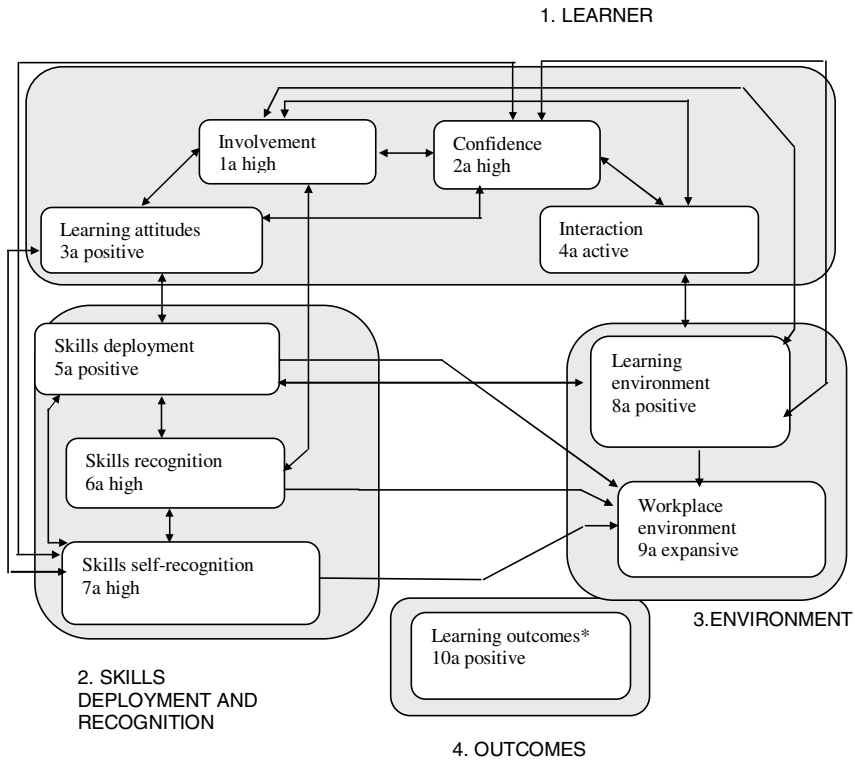 1. LEARNER
Involvement
1a high
Confidence
2a high
Learning attitudes
3a positive
Interaction
4a active
Skills deployment
5a positive
Learning
environment
8a positive
Skills recognition
6a high
Workplace
environment
9a expansive
Skills self-recognition
7a high
3.ENVIRONMENT
Learning outcomes*
10a positive
2. SKILLS
DEPLOYMENT AND
RECOGNITION
4. OUTCOMES